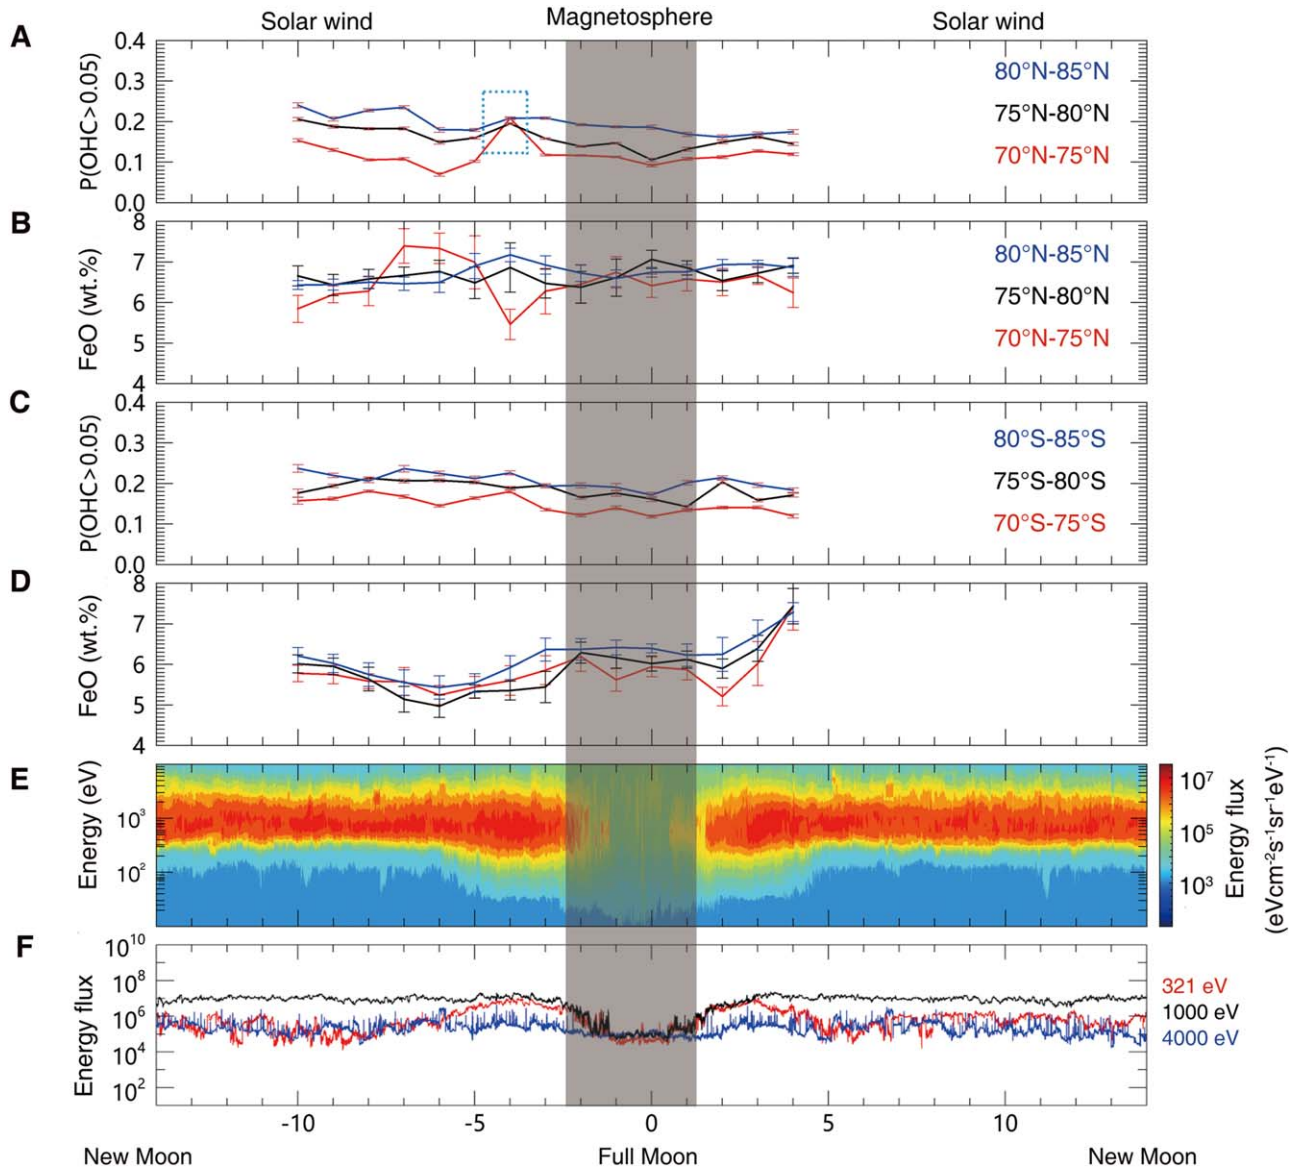 Solar wind Magnetosphere Solar wind
A
P(OHC>0.05)
0.4
0.3
0.2
0.1
0.0
80°N-85°N
75°N-80°N
70°N-75°N
B
FeO (wt.%)
8
7
6
5
4
80°N-85°N
75°N-80°N
70°N-75°N
C
P(OHC>0.05)
0.4
0.3
0.2
0.1
0.0
80°S-85°S
75°S-80°S
70°S-75°S
D
FeO (wt.%)
8
7
6
5
4
E
Energy (eV)
10³
10²
10⁷
10⁵
10³
Energy flux
(eVcm⁻²s⁻¹sr⁻¹eV⁻¹)
F
Energy flux
10¹⁰
10⁸
10⁶
10⁴
10²
321 eV
1000 eV
4000 eV
-10 -5 0 5 10
New Moon Full Moon New Moon